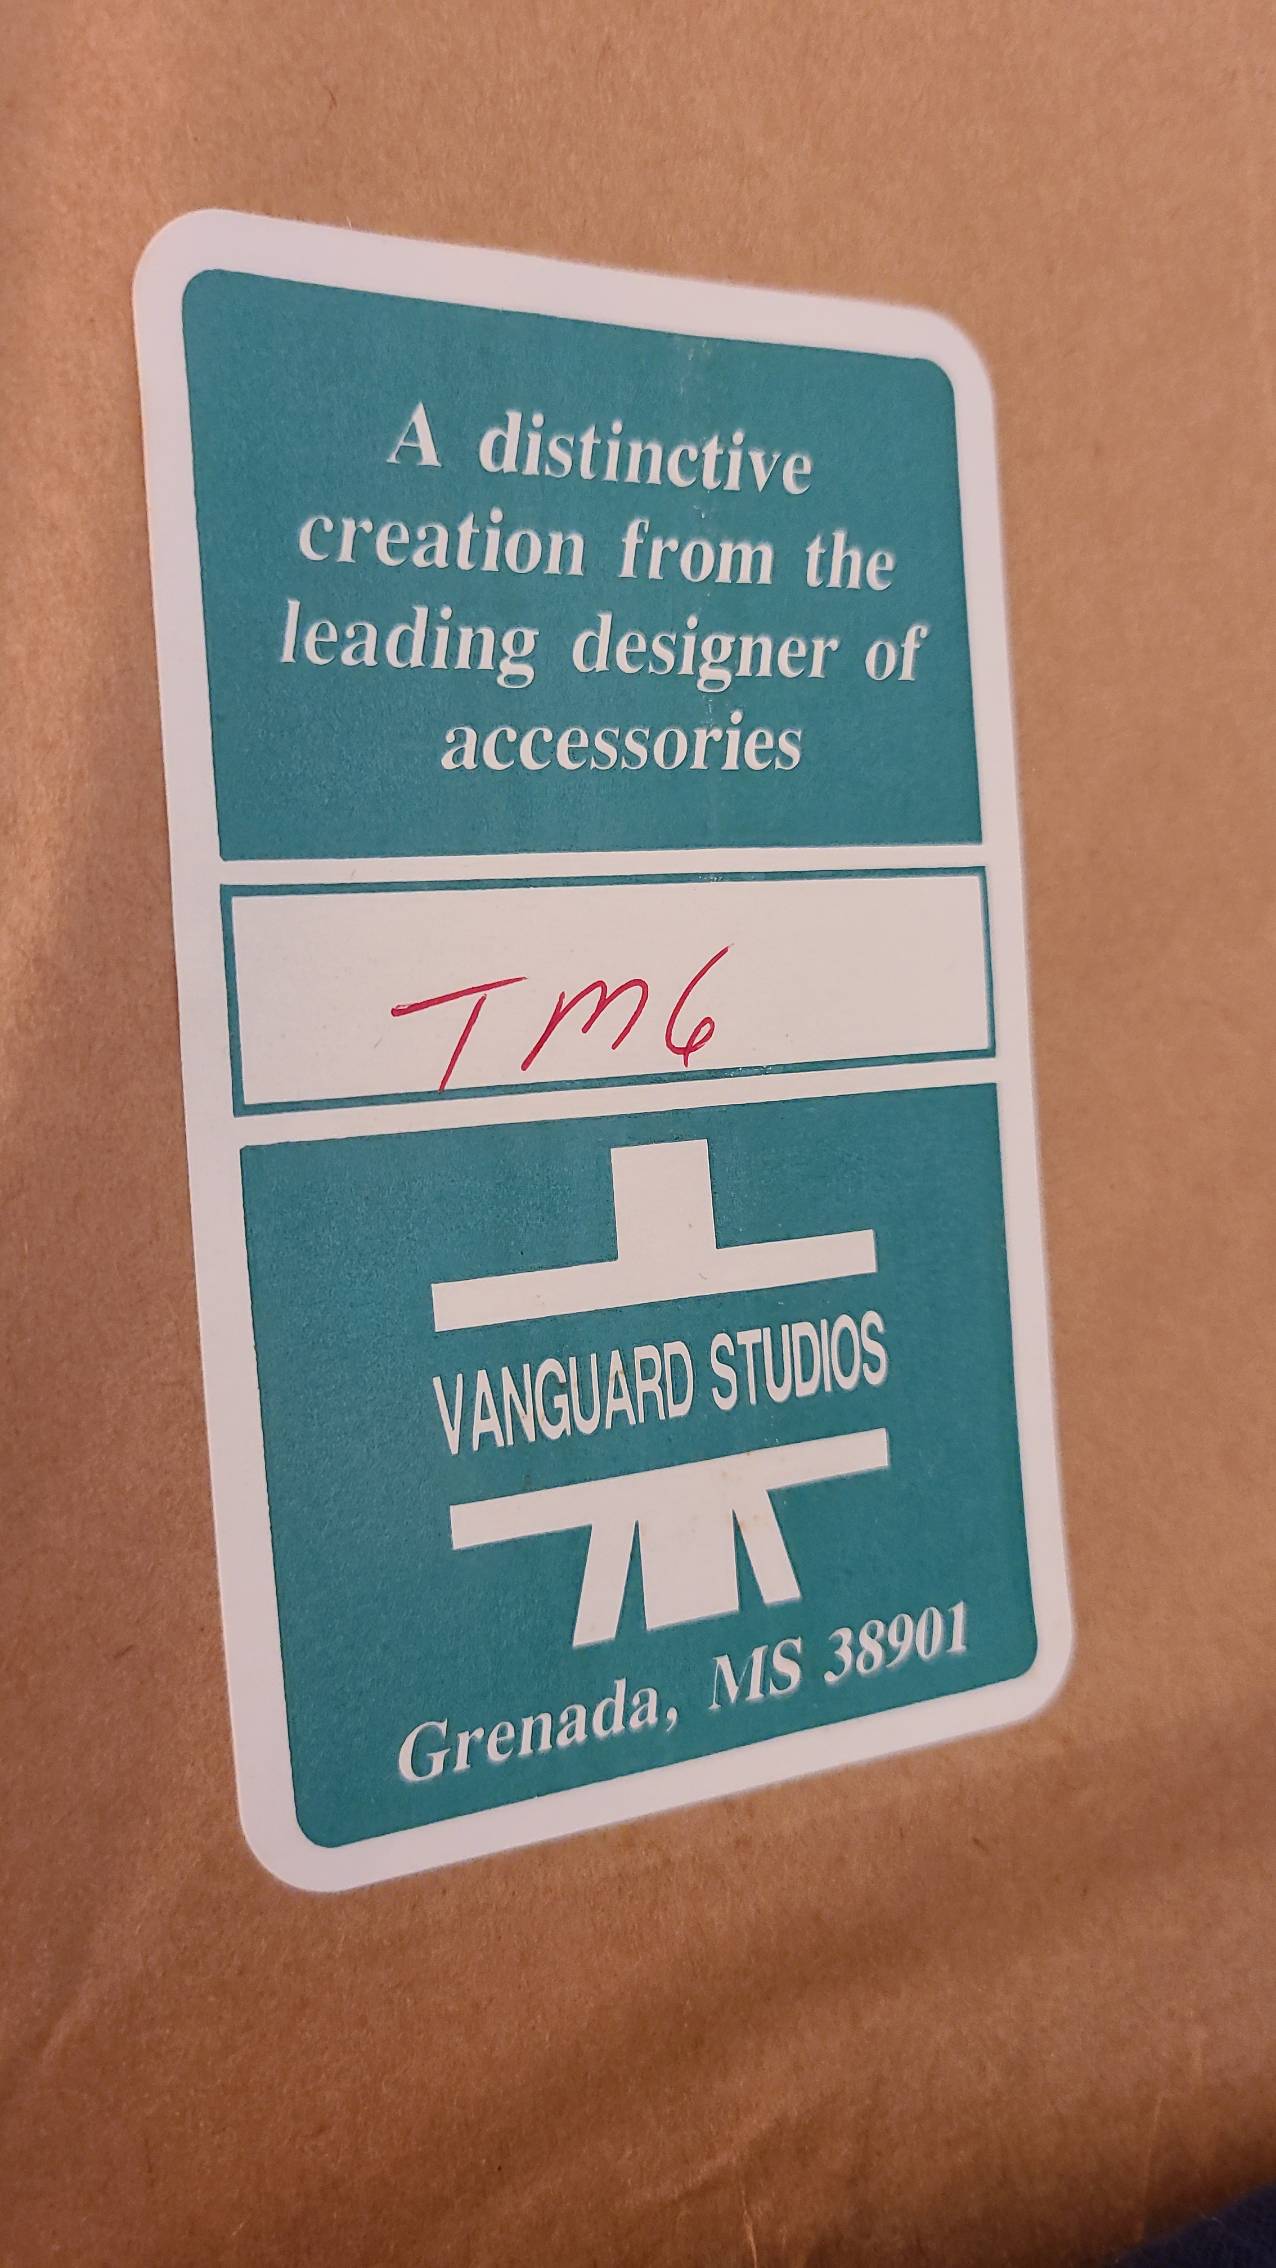 A distinctive
creation from the
leading designer of
accessories
TM6
VANGUARD STUDIOS
Grenada, MS 38901